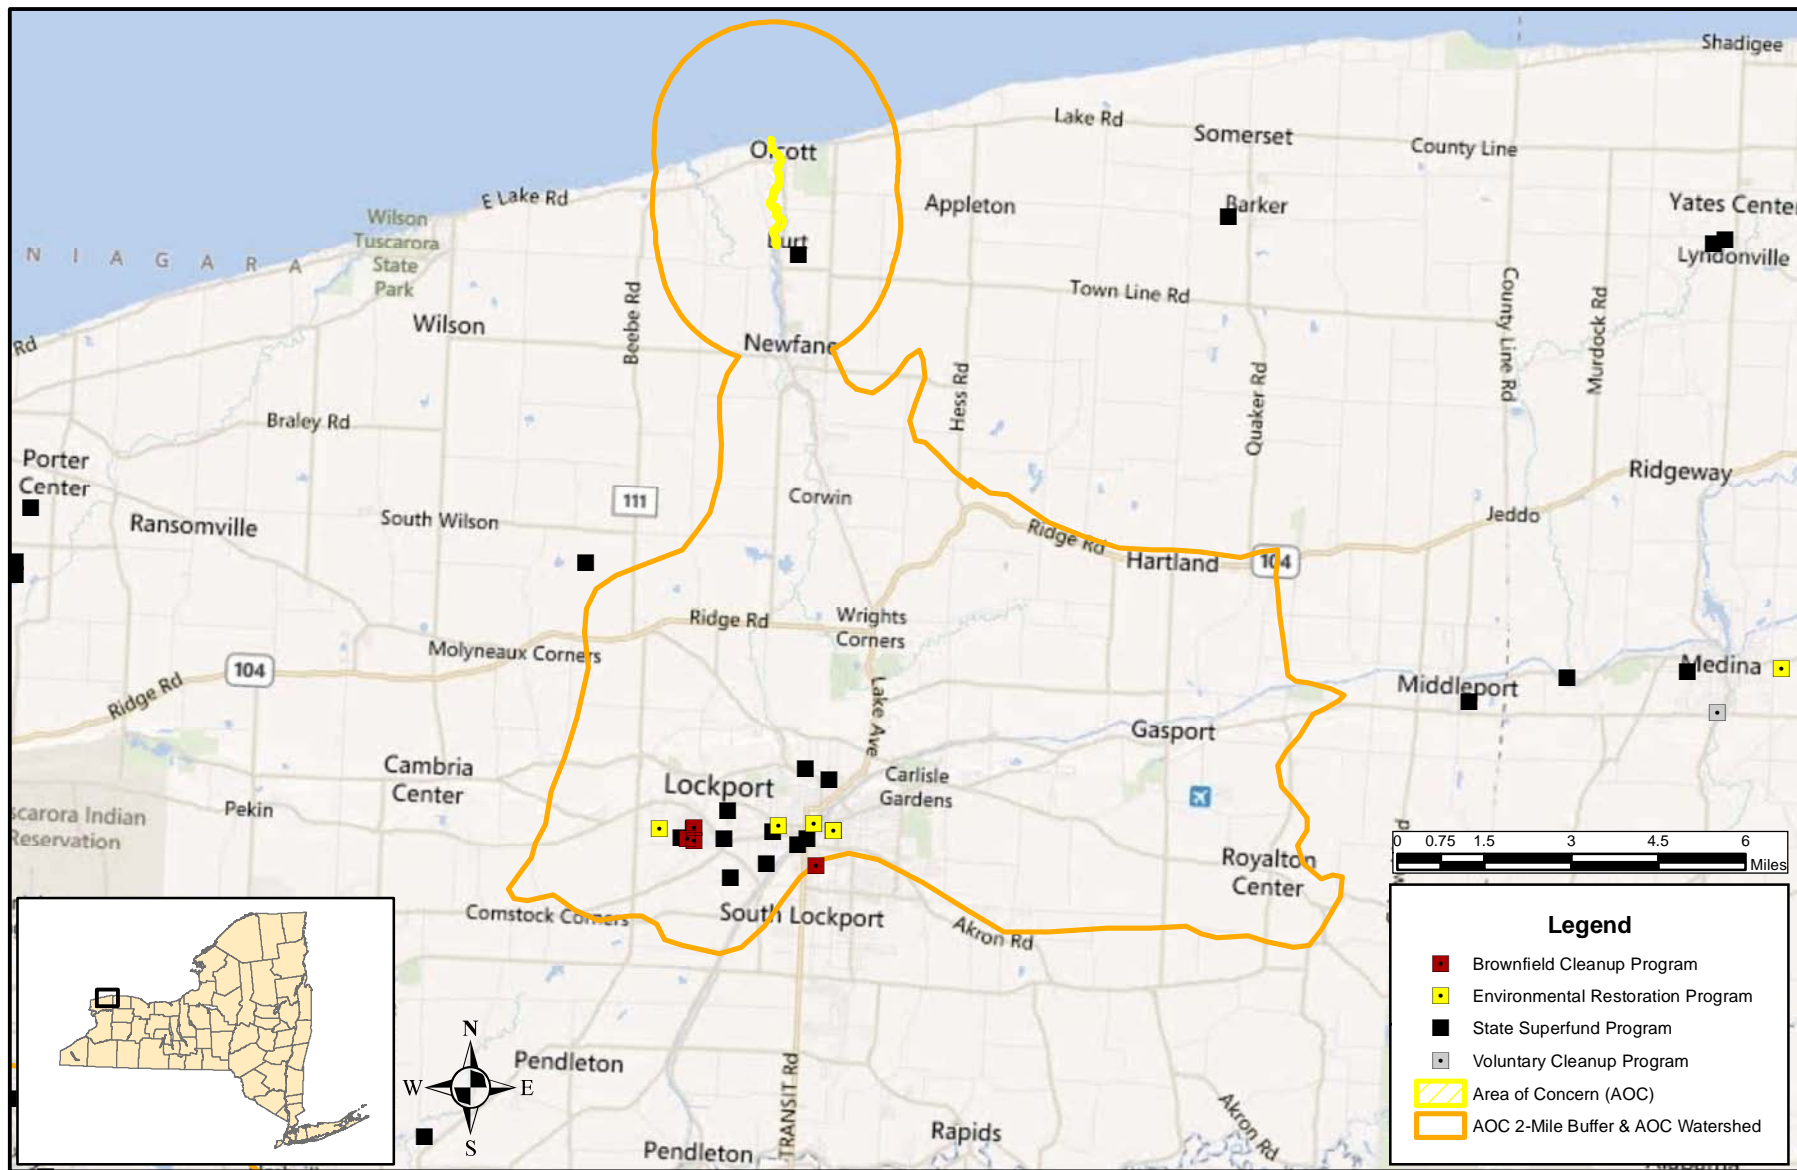 Shadigee
Lake Rd
Somerset
County Line
Olcott
E Lake Rd
Appleton
Barker
Yates Center
Wilson
Tuscarora
State
Park
NIAGARA
Burt
Lyndonville
Town Line Rd
County Line Rd
Murdock Rd
Beebe Rd
Wilson
Newfane
Rd
Hess Rd
Quaker Rd
Braley Rd
Porter
Center
Ridgeway
111
Corwin
South Wilson
Ransomville
Jeddo
Ridge Rd
Hartland
104
Ridge Rd
Wrights
Corners
Molyneaux Corners
104
Ridge Rd
Lake Ave
Medina
Middleport
Gasport
Cambria
Center
Lockport
Carlisle
Gardens
Pekin
scarora Indian
Reservation
Royalton
Center
0 0.75 1.5 3 4.5 6
Miles
Comstock Corners
South Lockport
Akron Rd
Legend
Brownfield Cleanup Program
Environmental Restoration Program
State Superfund Program
Voluntary Cleanup Program
Area of Concern (AOC)
AOC 2-Mile Buffer & AOC Watershed
N
W E
S
Pendleton
TRANSIT Rd
Rapids
Akron Rd
Pendleton